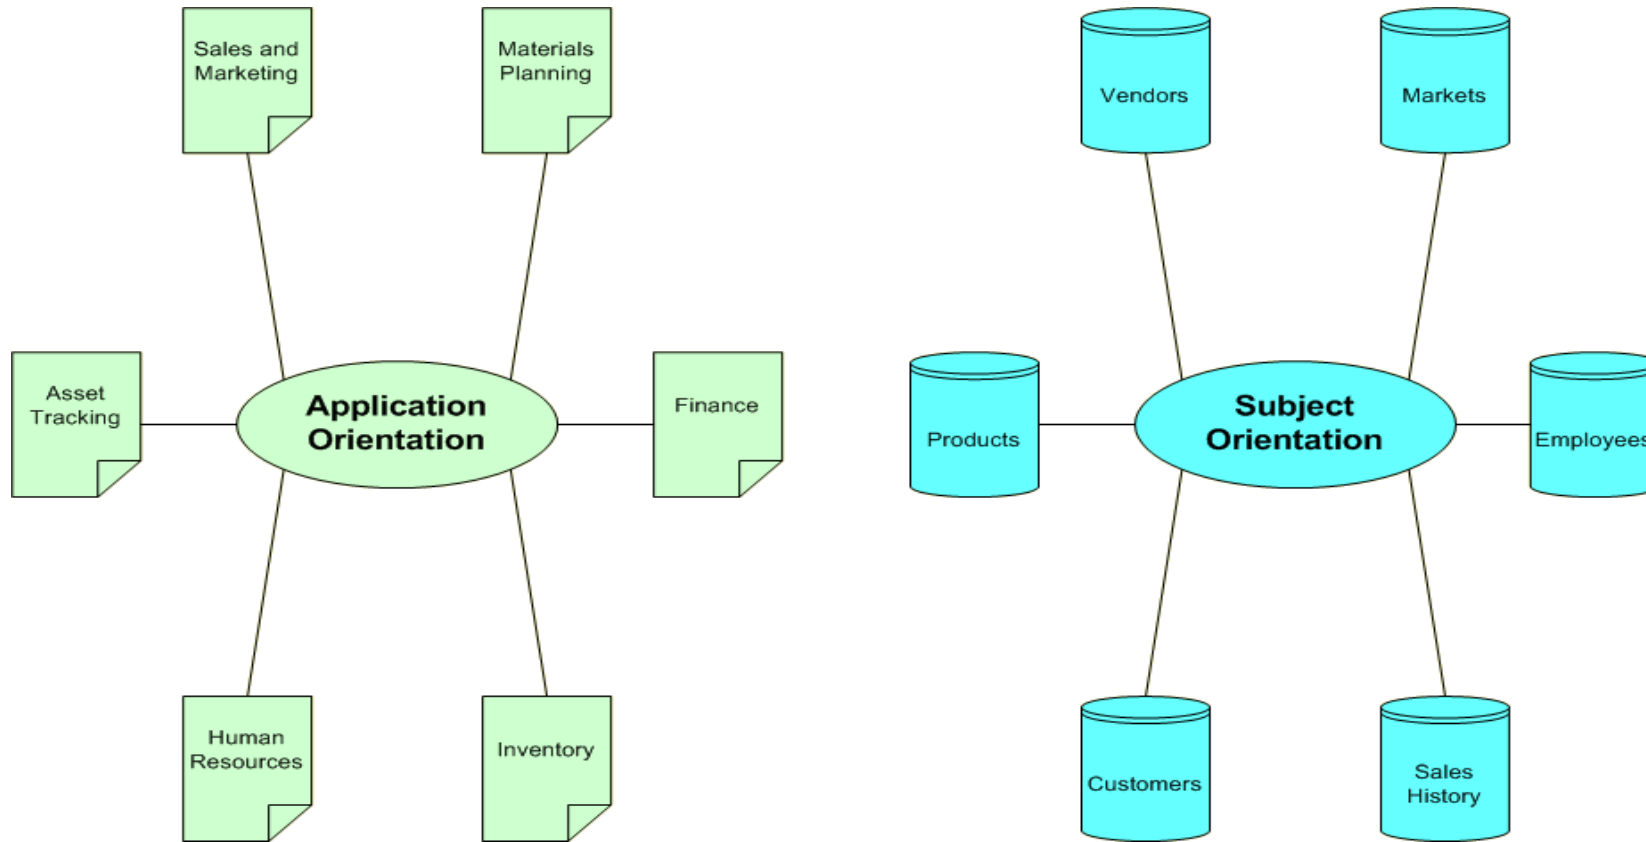 Sales and
Marketing
Materials
Planning
Asset
Tracking
Application
Orientation
Finance
Human
Resources
Inventory
Vendors
Markets
Products
Subject
Orientation
Employees
Customers
Sales
History